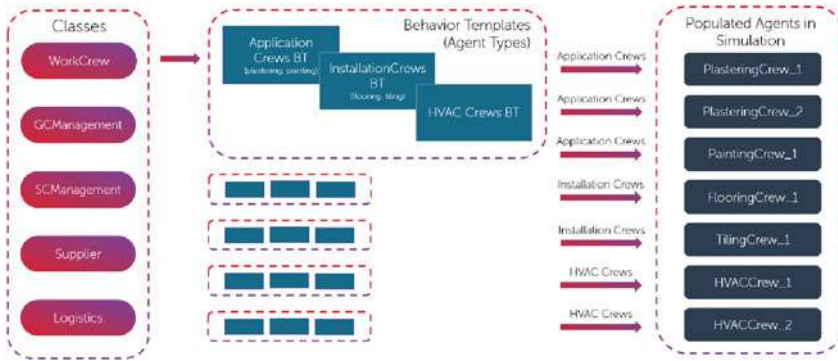 Classes
WorkCrew
GCManagement
SCManagement
Supplier
Logistics
Behavior Templates
(Agent Types)
Application
Crews BT
(plastering, painting)
InstallationCrews
BT
(flooring, tiling)
HVAC Crews BT
Application Crews
Application Crews
Application Crews
Installation Crews
Installation Crews
HVAC Crews
HVAC Crews
Populated Agents in
Simulation
PlasteringCrew_1
PlasteringCrew_2
PaintingCrew_1
FlooringCrew_1
TilingCrew_1
HVACCrew_1
HVACCrew_2